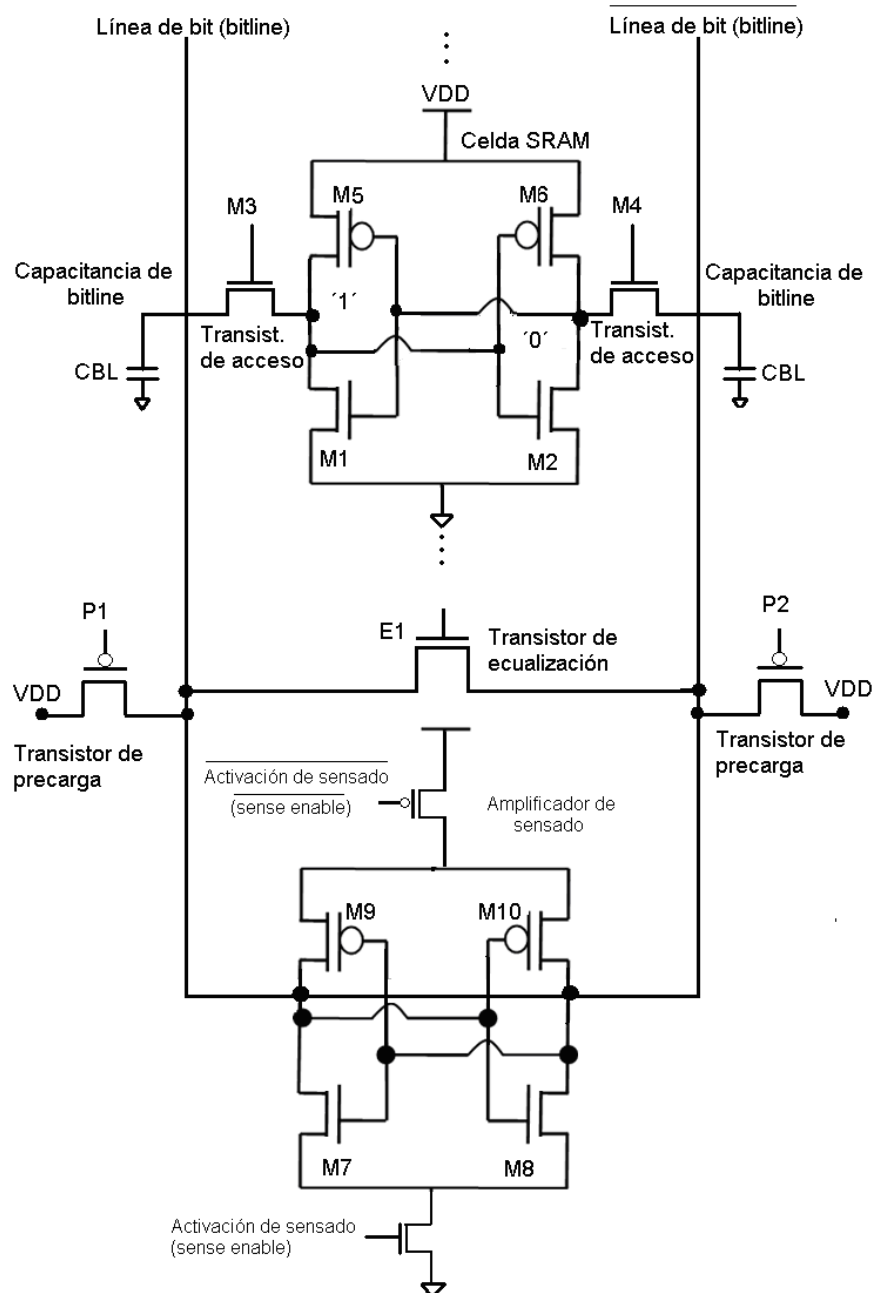 Línea de bit (bitline)
Línea de bit (bitline)
VDD
Celda SRAM
M5
M6
M3
M4
Capacitancia de
bitline
Capacitancia de
bitline
´1´
´0´
Transist.
de acceso
Transist.
de acceso
CBL
CBL
M1
M2
P1
P2
E1
Transistor de
ecualización
VDD
VDD
Transistor de
precarga
Transistor de
precarga
Activación de sensado
(sense enable)
Amplificador de
sensado
M9
M10
M7
M8
Activación de sensado
(sense enable)